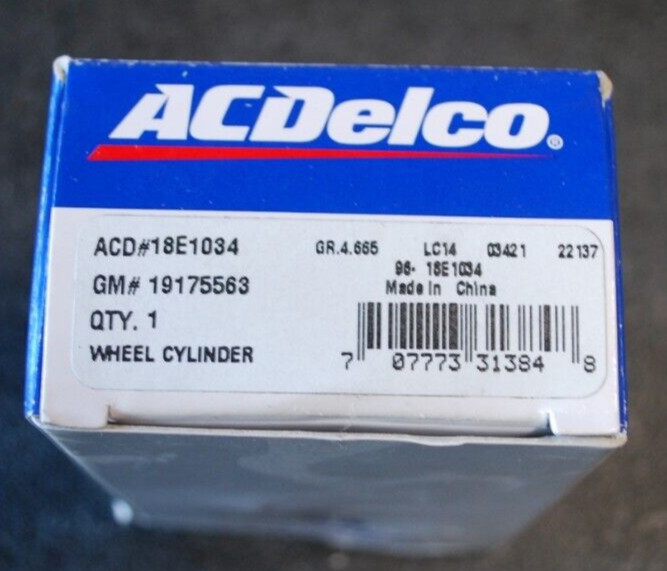 ACDelco®
ACD#18E1034
GM# 19175563
QTY. 1
WHEEL CYLINDER
GR.4.665 LC14 03421 22137
96- 18E1034
Made In China
7 07773 31384 8